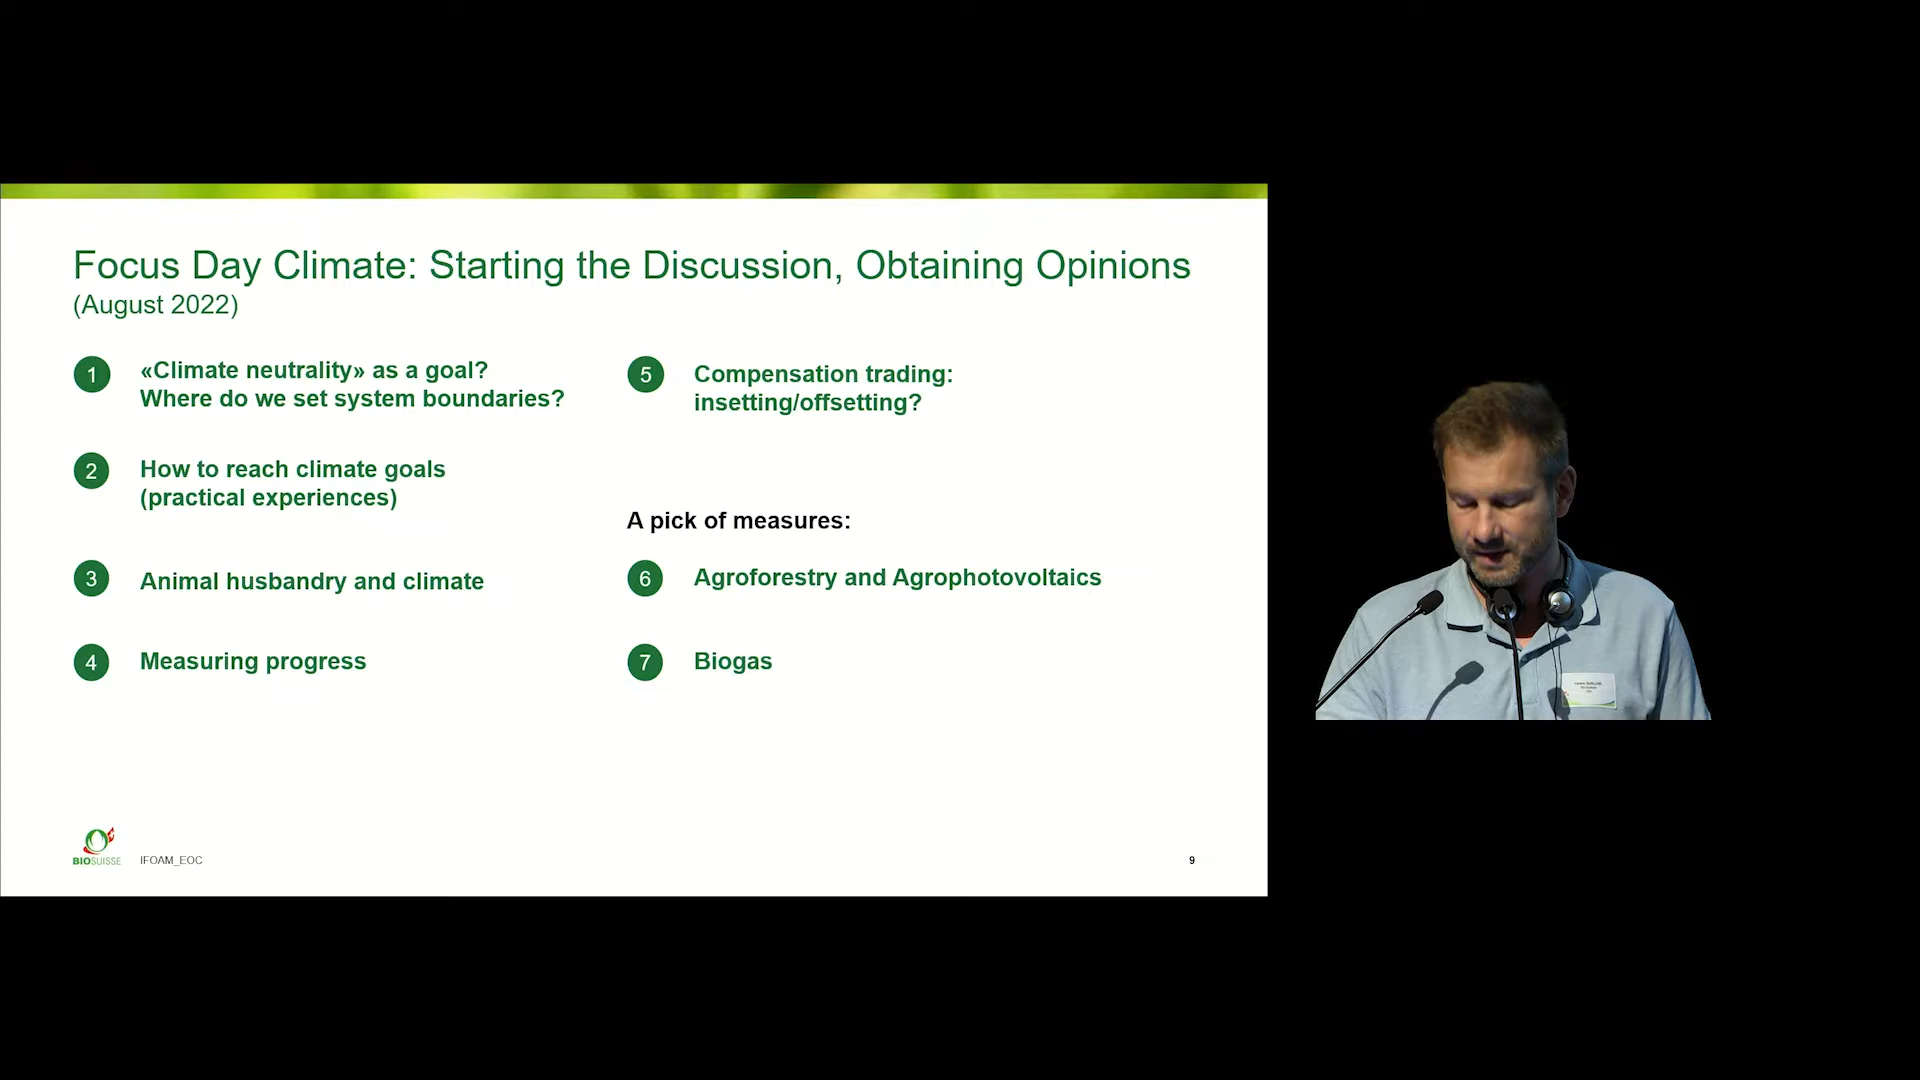 Focus Day Climate: Starting the Discussion, Obtaining Opinions
(August 2022)
1 «Climate neutrality» as a goal?
Where do we set system boundaries?
2 How to reach climate goals
(practical experiences)
3 Animal husbandry and climate
4 Measuring progress
5 Compensation trading:
insetting/offsetting?
A pick of measures:
6 Agroforestry and Agrophotovoltaics
7 Biogas
BIOSUISSE
IFOAM_EOC
9